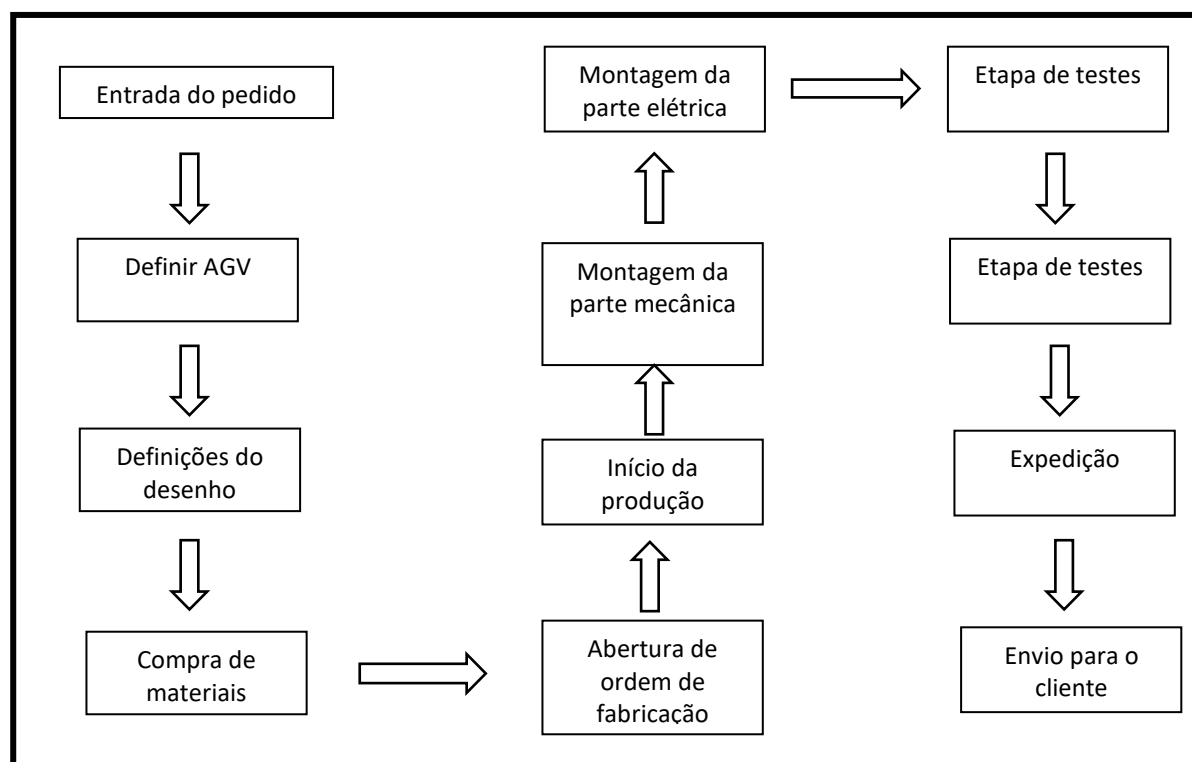 Entrada do pedido
Definir AGV
Definições do
desenho
Compra de
materiais
Abertura de
ordem de
fabricação
Início da
produção
Montagem da
parte mecânica
Montagem da
parte elétrica
Etapa de testes
Etapa de testes
Expedição
Envio para o
cliente